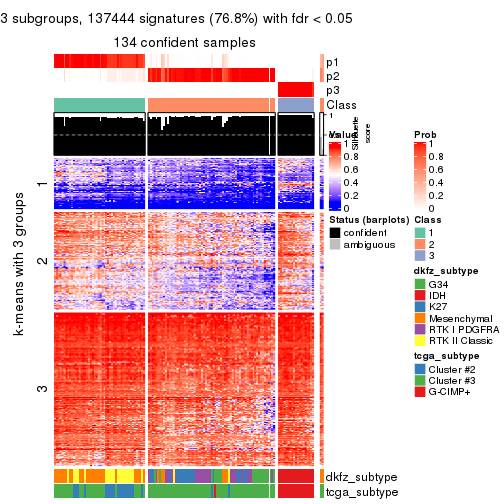 3 subgroups, 137444 signatures (76.8%) with fdr < 0.05
134 confident samples
p1
p2
p3
Class
1
Silhouette
score
k-means with 3 groups
1
2
3
Value
1
0.8
0.6
0.4
0.2
0
Prob
1
0.8
0.6
0.4
0.2
0
Status (barplots)
confident
ambiguous
Class
1
2
3
dkfz_subtype
G34
IDH
K27
Mesenchymal
RTK I PDGFRA
RTK II Classic
tcga_subtype
Cluster #2
Cluster #3
G-CIMP+
dkfz_subtype
tcga_subtype